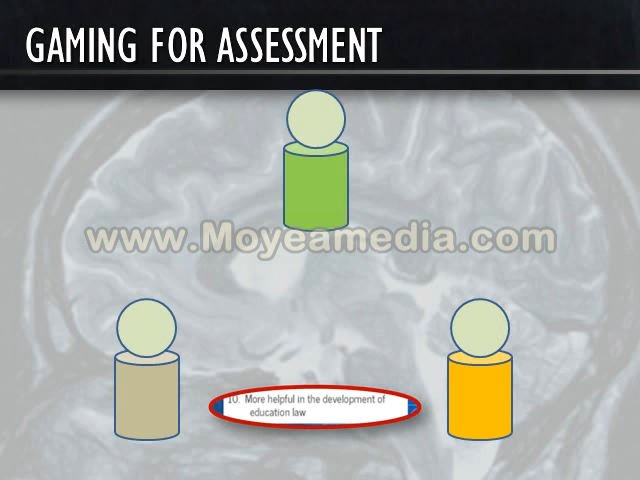 GAMING FOR ASSESSMENT
www.Moyeamedia.com
10. More helpful in the development of
education law